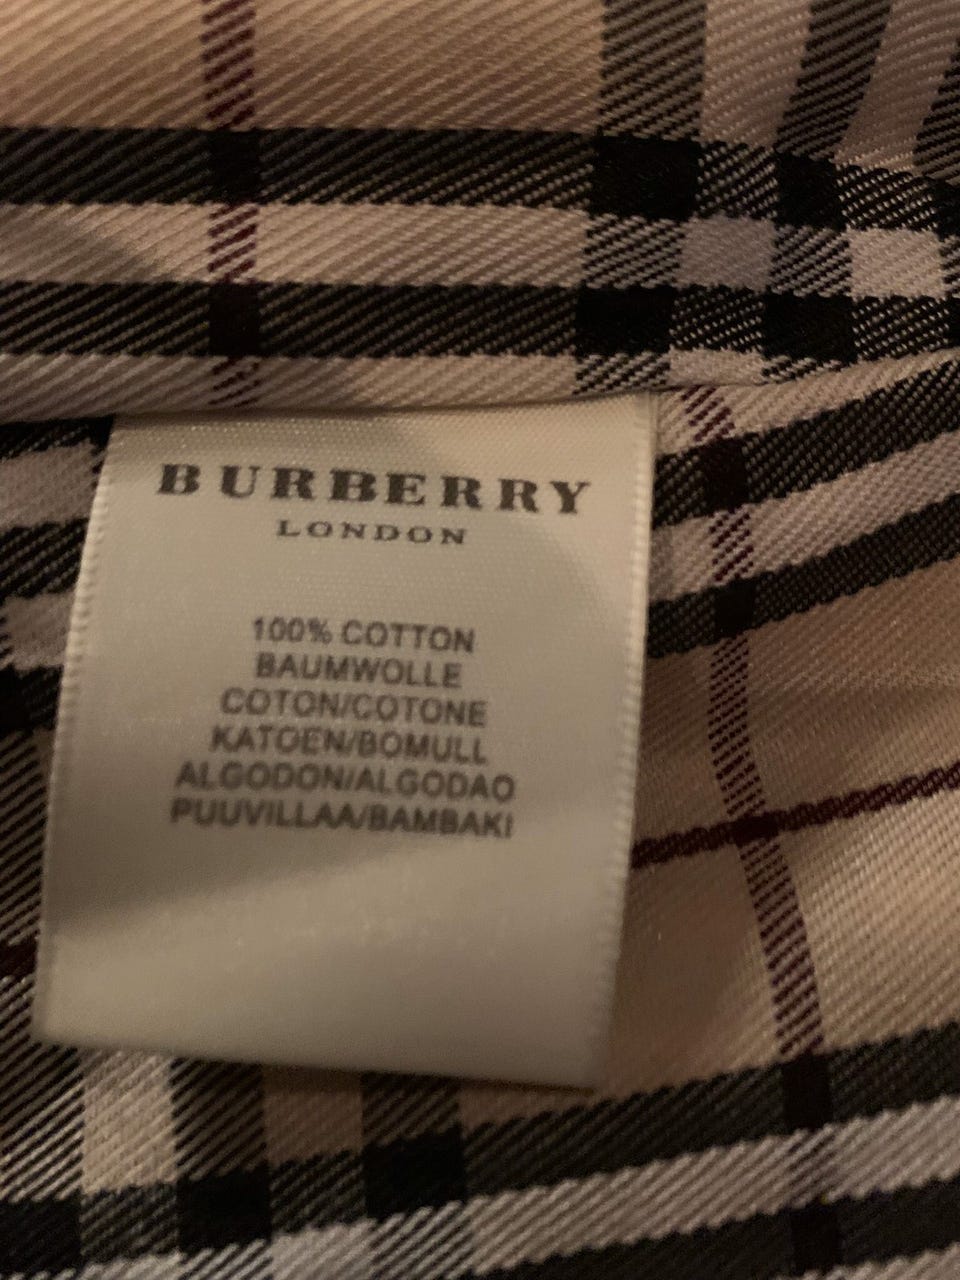 BURBERRY
LONDON
100% COTTON
BAUMWOLLE
COTON/COTONE
KATOEN/BOMULL
ALGODON/ALGODAO
PUUVILLAA/BAMBAKI